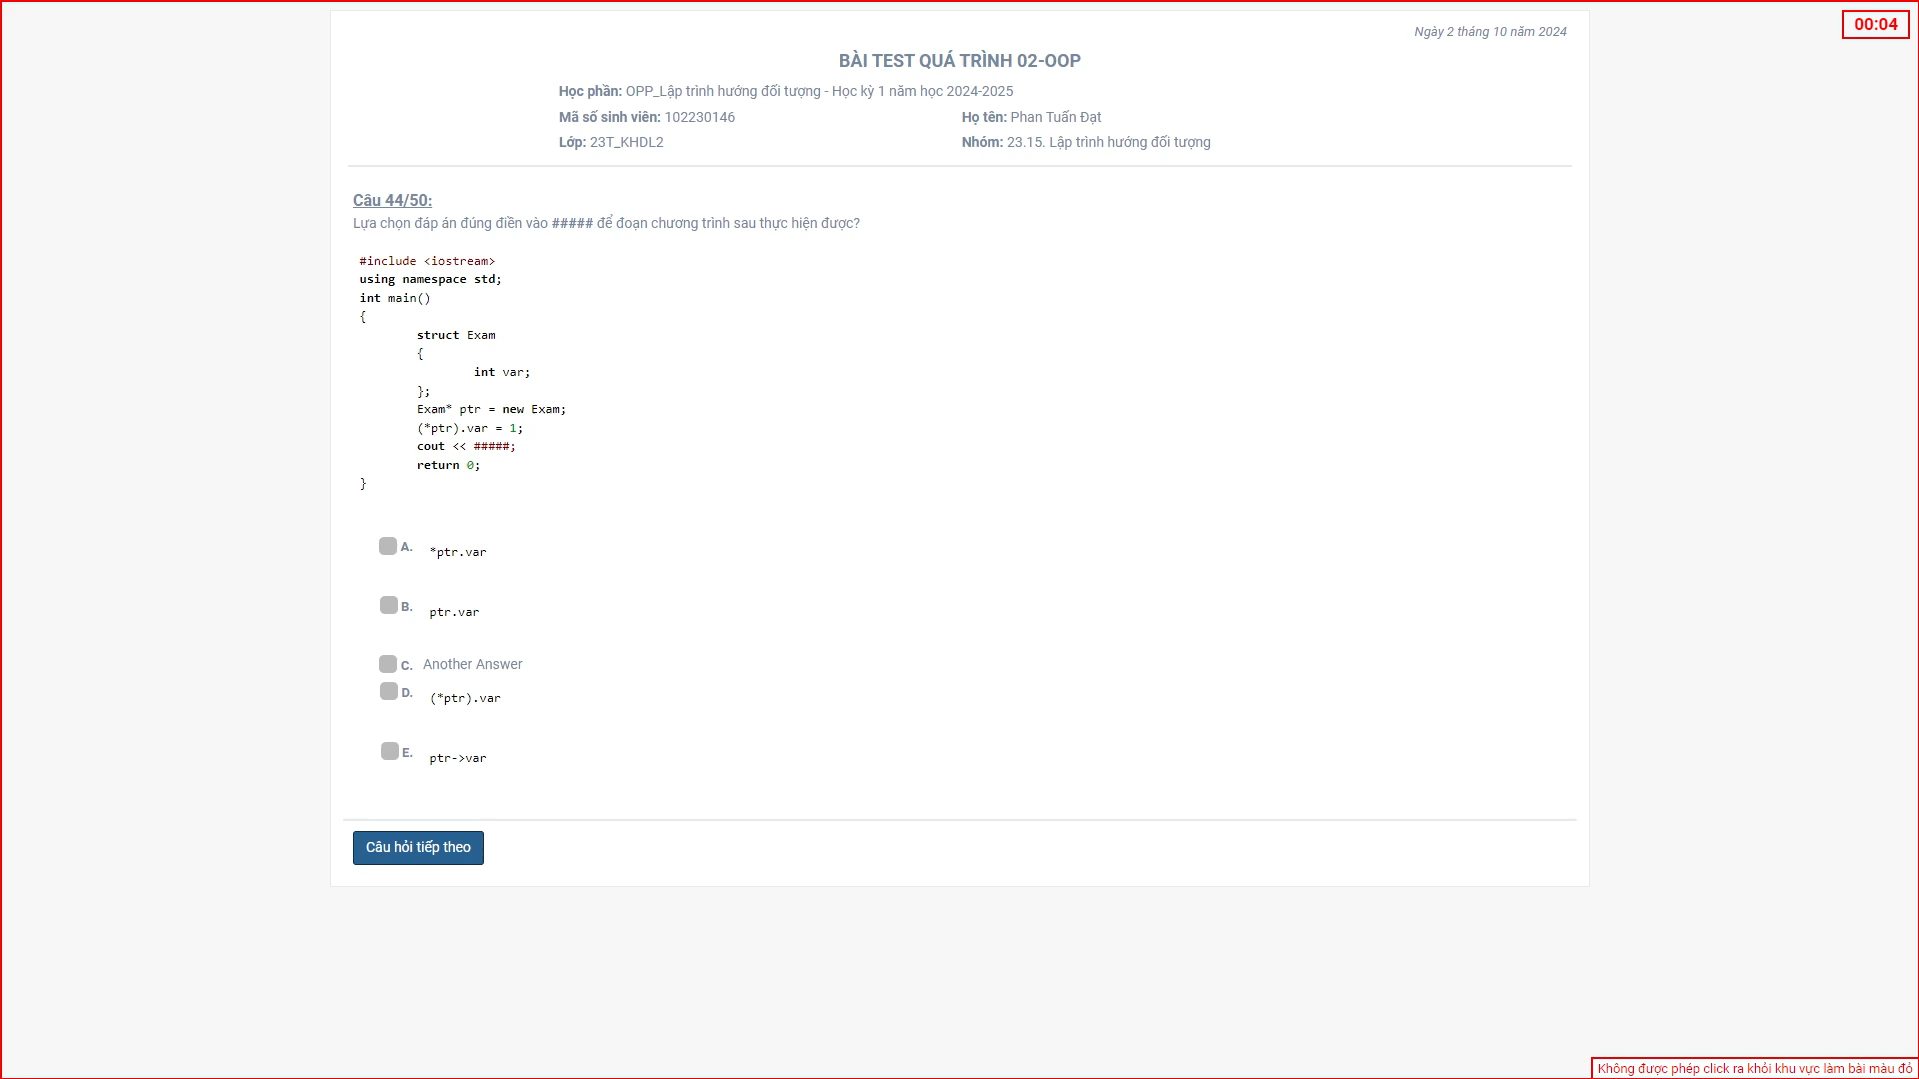 00:04
Ngày 2 tháng 10 năm 2024
BÀI TEST QUÁ TRÌNH 02-OOP
Học phần: OPP_Lập trình hướng đối tượng - Học kỳ 1 năm học 2024-2025
Mã số sinh viên: 102230146 Họ tên: Phan Tuấn Đạt
Lớp: 23T_KHDL2 Nhóm: 23.15. Lập trình hướng đối tượng
Câu 44/50:
Lựa chọn đáp án đúng điền vào ##### để đoạn chương trình sau thực hiện được?
#include <iostream>
using namespace std;
int main()
{
struct Exam
{
int var;
};
Exam* ptr = new Exam;
(*ptr).var = 1;
cout << #####;
return 0;
}
A. *ptr.var
B. ptr.var
C. Another Answer
D. (*ptr).var
E. ptr->var
Câu hỏi tiếp theo
Không được phép click ra khỏi khu vực làm bài màu đỏ